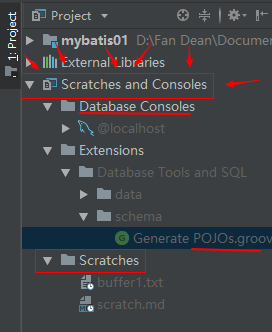 Project
1: Project
mybatis01 D:\Fan Dean\Docume
External Libraries
Scratches and Consoles
Database Consoles
@localhost
Extensions
Database Tools and SQL
data
schema
Generate POJOs.groov
Scratches
buffer1.txt
scratch.md